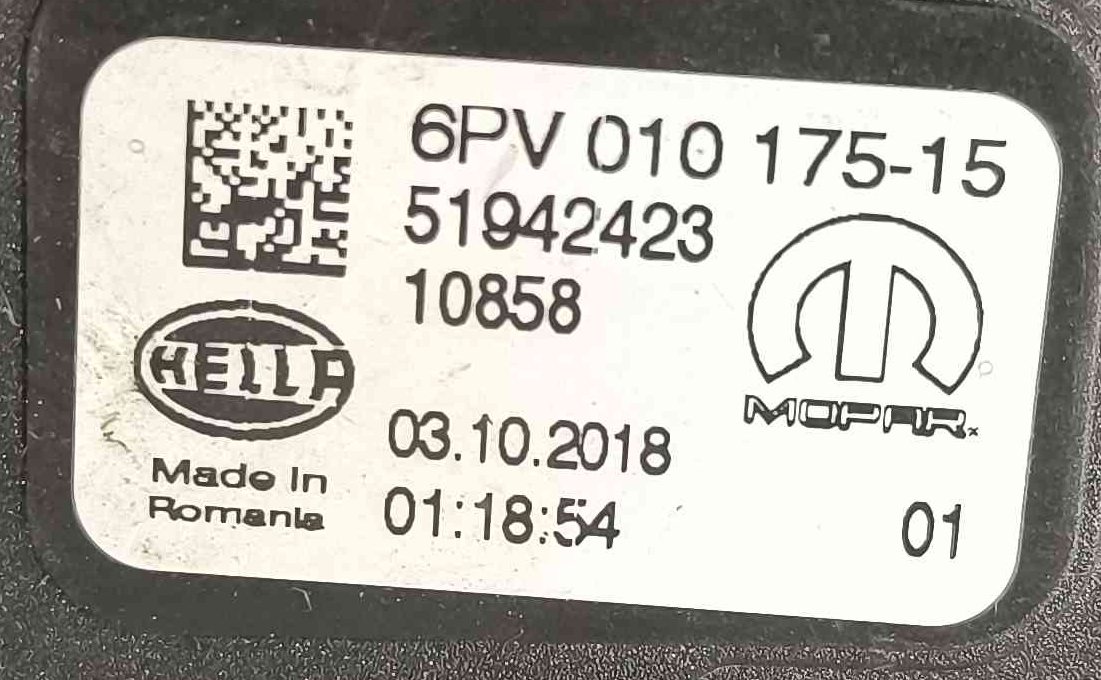 6PV 010 175-15
51942423
10858
HELLA
MOPAR
03.10.2018
Made In
Romania
01:18:54
01